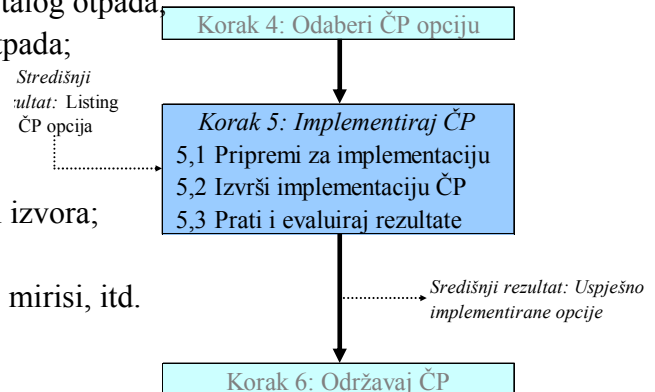 talog otpada,
tpada;
Korak 4: Odaberi ČP opciju
Stredišnji
ultat: Listing
ČP opcija
Korak 5: Implementiraj ČP
5,1 Pripremi za implementaciju
5,2 Izvrši implementaciju ČP
5,3 Prati i evaluiraj rezultate
izvora;
mirisi, itd.
Središnji rezultat: Uspješno
implementirane opcije
Korak 6: Održavaj ČP